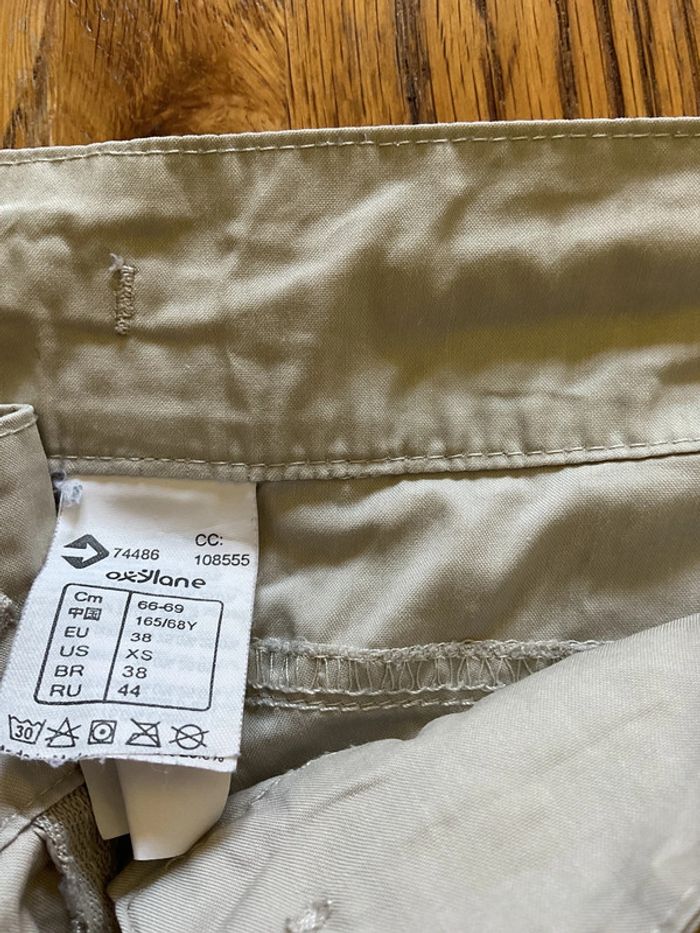 74486
CC:
108555
oxylane
Cm 66-69
中国 165/68Y
EU 38
US XS
BR 38
RU 44
30